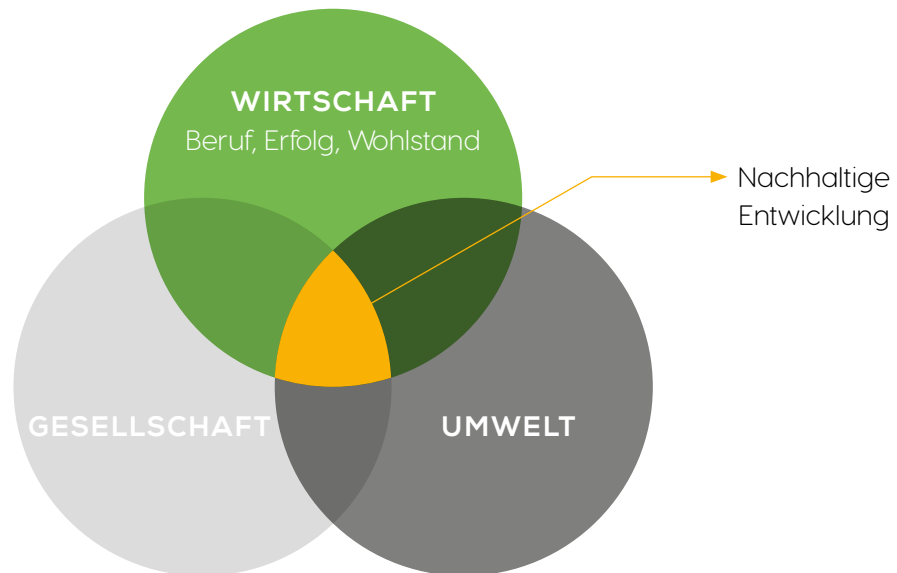 WIRTSCHAFT
Beruf, Erfolg, Wohlstand
Nachhaltige
Entwicklung
GESELLSCHAFT
UMWELT